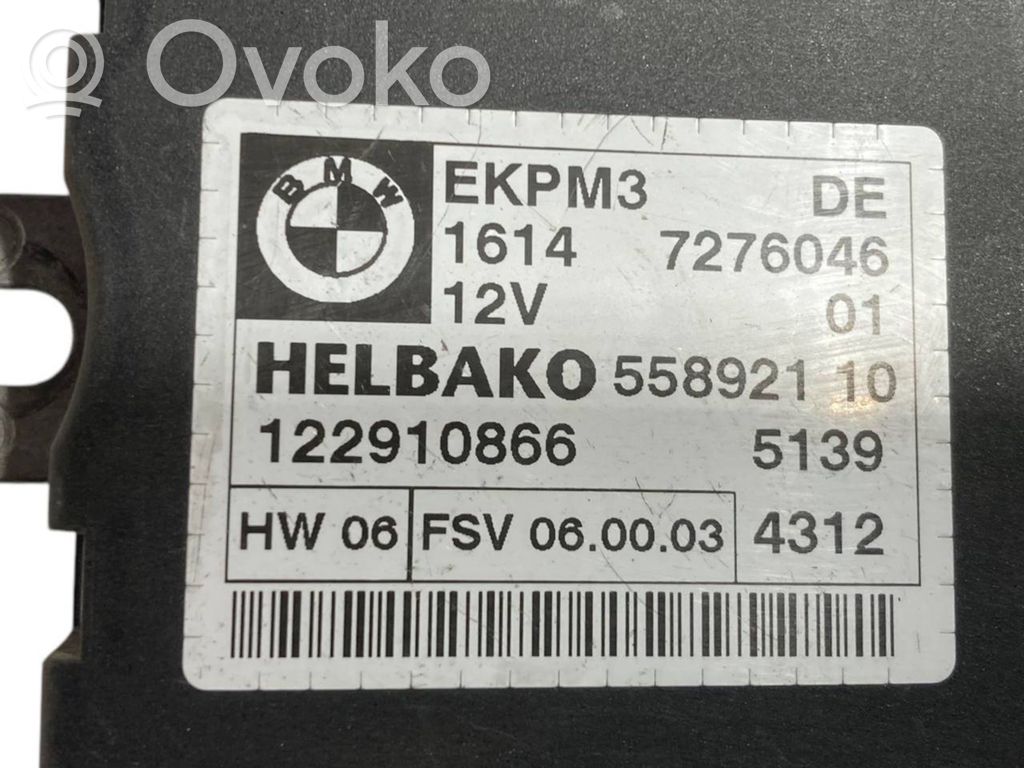 Ovoko
BMW
EKPM3 DE
1614 7276046
12V 01
HELBAKO 558921 10
122910866 5139
HW 06 FSV 06.00.03 4312